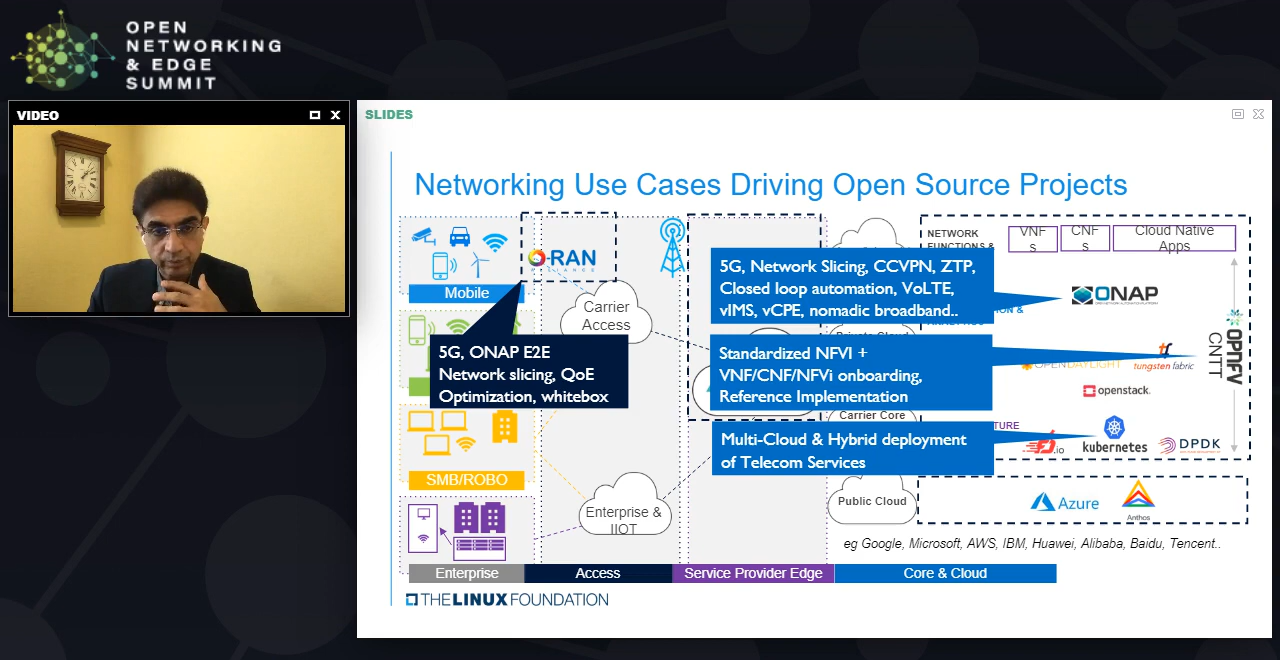 OPEN
NETWORKING
& EDGE
SUMMIT
VIDEO
SLIDES
Networking Use Cases Driving Open Source Projects
Mobile
O-RAN
ALLIANCE
Carrier
Access
5G, ONAP E2E
Network slicing, QoE
Optimization, whitebox
SMB/ROBO
Enterprise &
IIOT
5G, Network Slicing, CCVPN, ZTP,
Closed loop automation, VoLTE,
vIMS, vCPE, nomadic broadband..
Standardized NFVI +
VNF/CNF/NFVi onboarding,
Reference Implementation
Carrier Core
Multi-Cloud & Hybrid deployment
of Telecom Services
Public Cloud
NETWORK
FUNCTIONS &
VNF
s
CNF
s
Cloud Native
Apps
ONAP
OPENDAYLIGHT
tungsten fabric
openstack.
TURE
.io
kubernetes
DPDK
OPNFV
CNTT
Azure
Anthos
eg Google, Microsoft, AWS, IBM, Huawei, Alibaba, Baidu, Tencent..
Enterprise
Access
Service Provider Edge
Core & Cloud
THE LINUX FOUNDATION